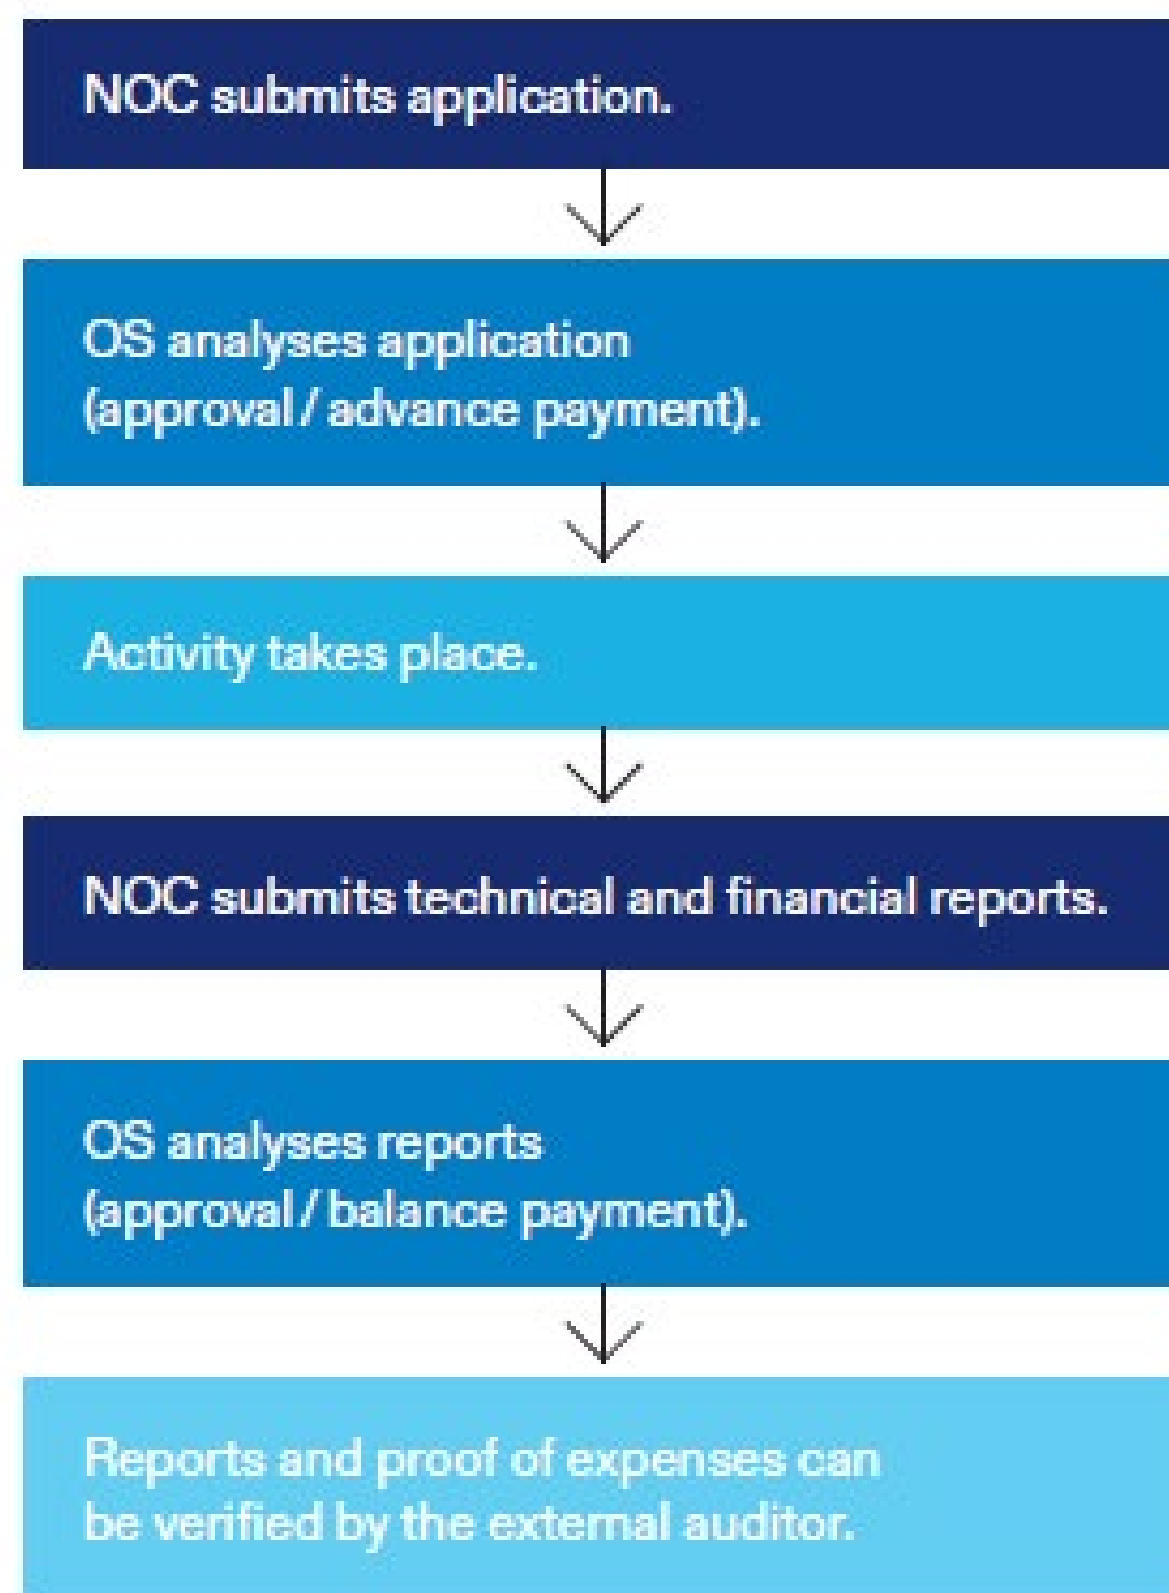 NOC submits application.
OS analyses application
(approval / advance payment).
Activity takes place.
NOC submits technical and financial reports.
OS analyses reports
(approval / balance payment).
Reports and proof of expenses can
be verified by the external auditor.